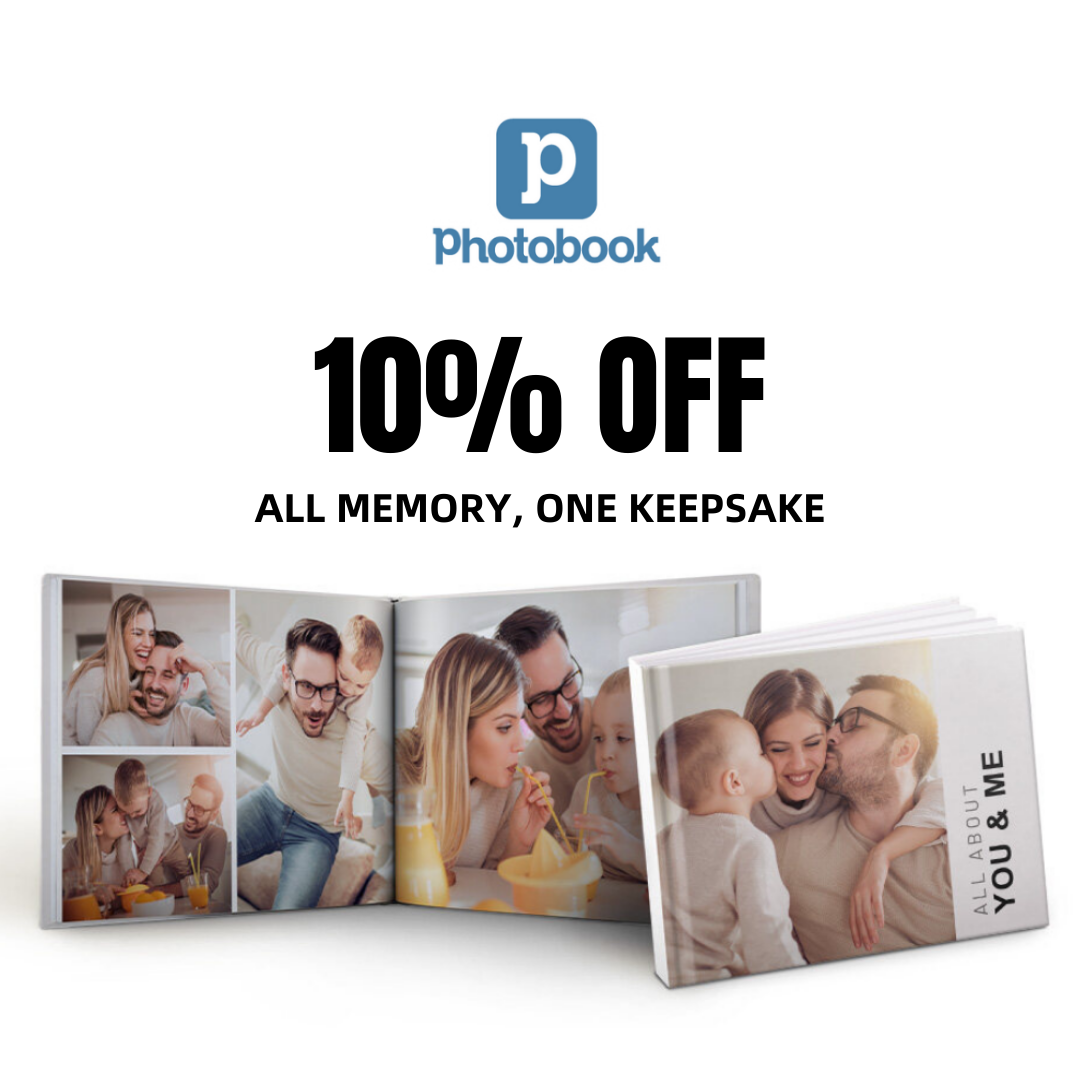 p
Photobook
10% OFF
ALL MEMORY, ONE KEEPSAKE
ALL ABOUT
YOU & ME